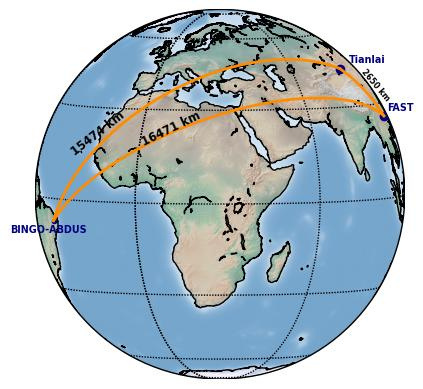 Tianlai
2650 km
FAST
15474 km
16471 km
BINGO-ABDUS